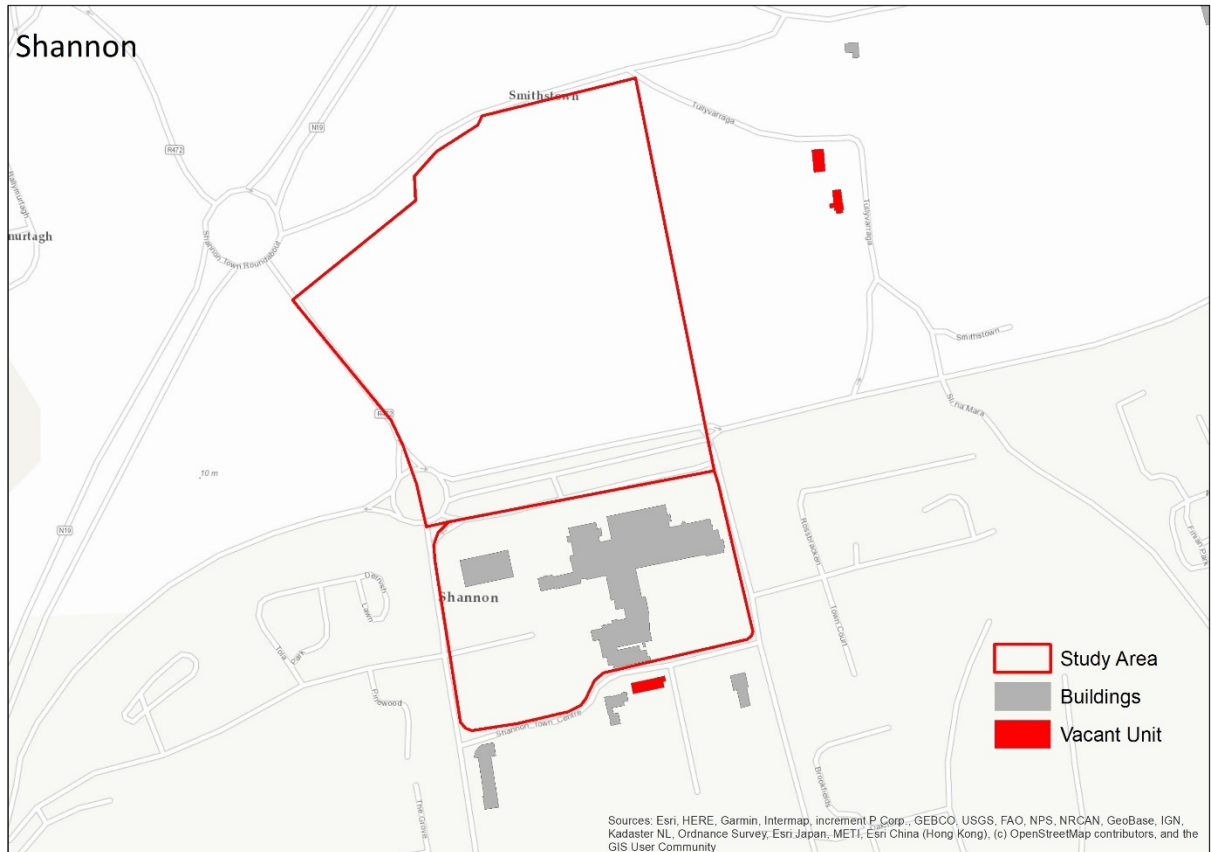 Shannon
Smithstown
Tullyvarraga
N19
R472
Ballymurtagh
murtagh
Shannon Town Roundabout
Tullyvarraga
Smithstown
Sli na Mara
10 m
N19
Rossbracken
Finian Park
Dervish
Lawn
Shannon
Tola
Park
Town Court
Pinewood
Study Area
Buildings
Shannon Town Centre
Vacant Unit
Brookfields
The Grove
Sources: Esri, HERE, Garmin, Intermap, increment P Corp., GEBCO, USGS, FAO, NPS, NRCAN, GeoBase, IGN,
Kadaster NL, Ordnance Survey, Esri Japan, METI, Esri China (Hong Kong), (c) OpenStreetMap contributors, and the
GIS User Community